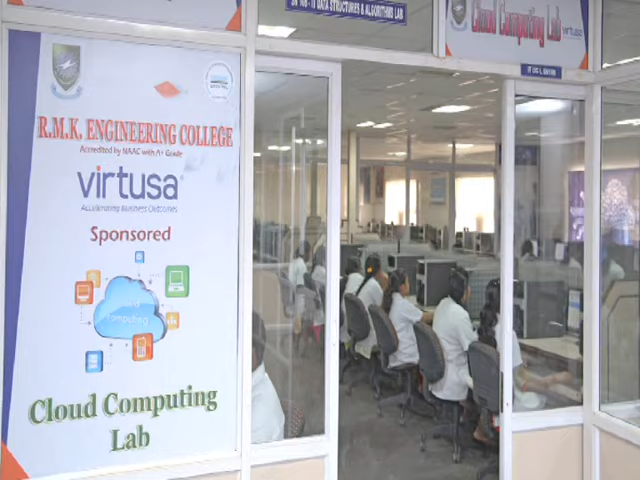 R.M.K. ENGINEERING COLLEGE
Accredited by NAAC with A+ Grade
virtusa
Accelerating Business Outcomes
Sponsored
cloud
computing
Cloud Computing
Lab
DATA STRUCTURES & ALGORITHMS LAB
Cloud Computing Lab
virtusa